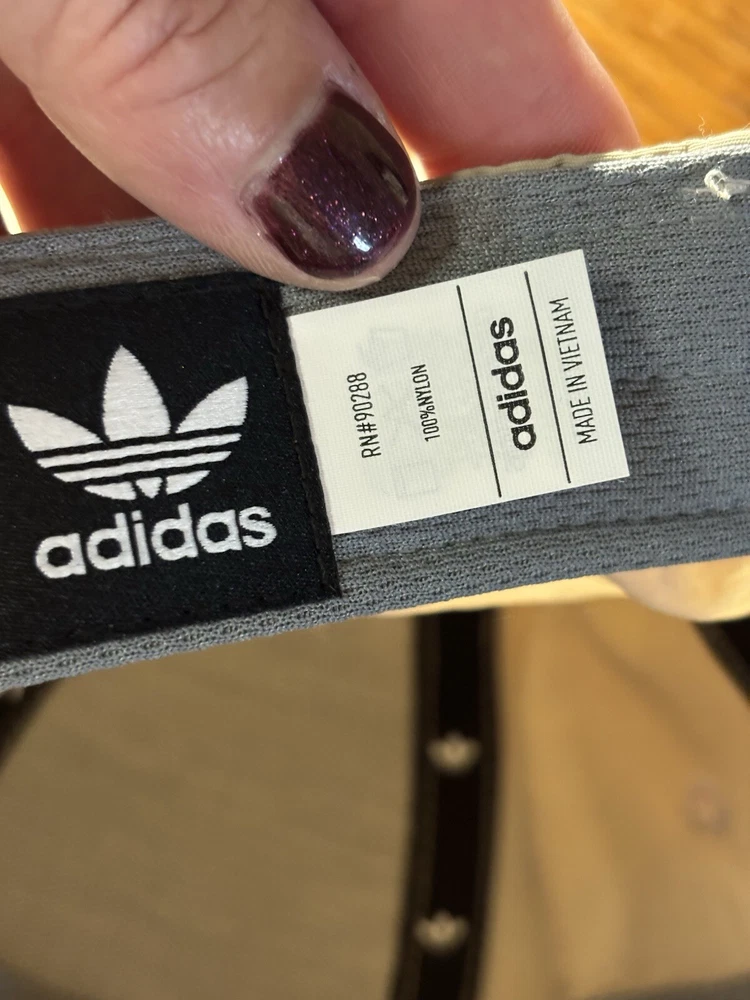 adidas
RN#90288
100%NYLON
adidas
MADE IN VIETNAM